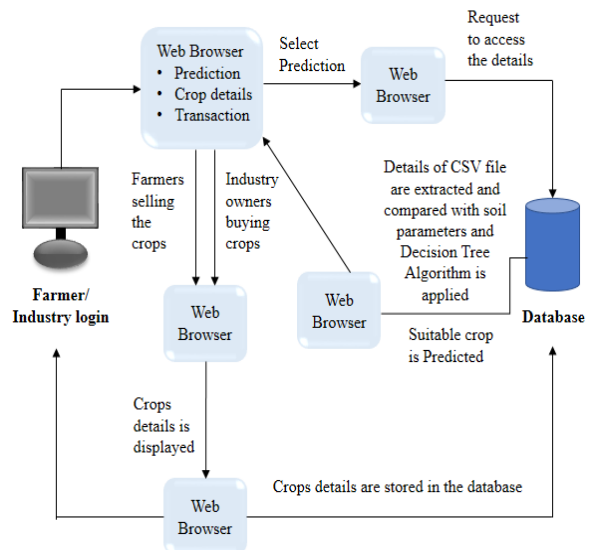 Web Browser
• Prediction
• Crop details
• Transaction
Select
Prediction
Web
Browser
Request
to access
the details
Farmers
selling
the
crops
Industry
owners
buying
crops
Details of CSV file
are extracted and
compared with soil
parameters and
Decision Tree
Algorithm is
applied
Farmer/
Industry login
Web
Browser
Web
Browser
Database
Suitable crop
is Predicted
Crops
details is
displayed
Web
Browser
Crops details are stored in the database